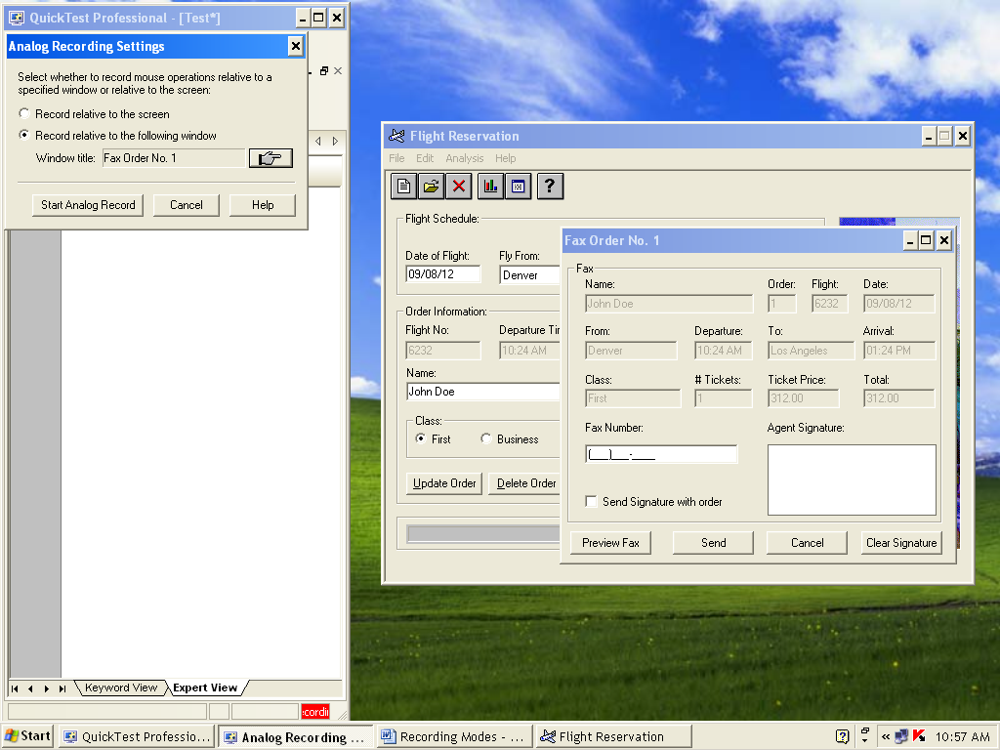 QuickTest Professional - [Test*]
Analog Recording Settings
Select whether to record mouse operations relative to a
specified window or relative to the screen:
Record relative to the screen
Record relative to the following window
Window title: Fax Order No. 1
Start Analog Record Cancel Help
Keyword View Expert View
Flight Reservation
File Edit Analysis Help
Flight Schedule:
Date of Flight: Fly From:
09/08/12 Denver
Order Information:
Flight No:
6232 10:24 AM
Name:
John Doe
Class:
First Business
Update Order Delete Order
Fax Order No. 1
Fax
Name: Order: Flight: Date:
John Doe 1 6232 09/08/12
From: Departure: To: Arrival:
Denver 10:24 AM Los Angeles 01:24 PM
Class: # Tickets: Ticket Price: Total:
First 1 312.00 312.00
Fax Number: Agent Signature:
(___)___-____
Send Signature with order
Preview Fax Send Cancel Clear Signature
Start QuickTest Professio... Analog Recording ... Recording Modes - ... Flight Reservation 10:57 AM